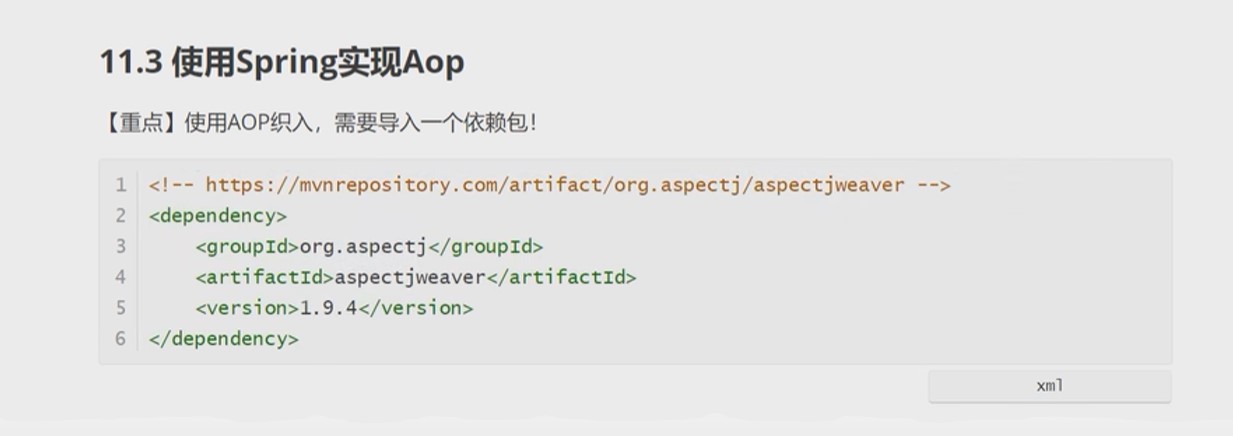 11.3 使用Spring实现Aop
【重点】使用AOP织入，需要导入一个依赖包！
1 <!-- https://mvnrepository.com/artifact/org.aspectj/aspectjweaver -->
2 <dependency>
3     <groupId>org.aspectj</groupId>
4     <artifactId>aspectjweaver</artifactId>
5     <version>1.9.4</version>
6 </dependency>
xml